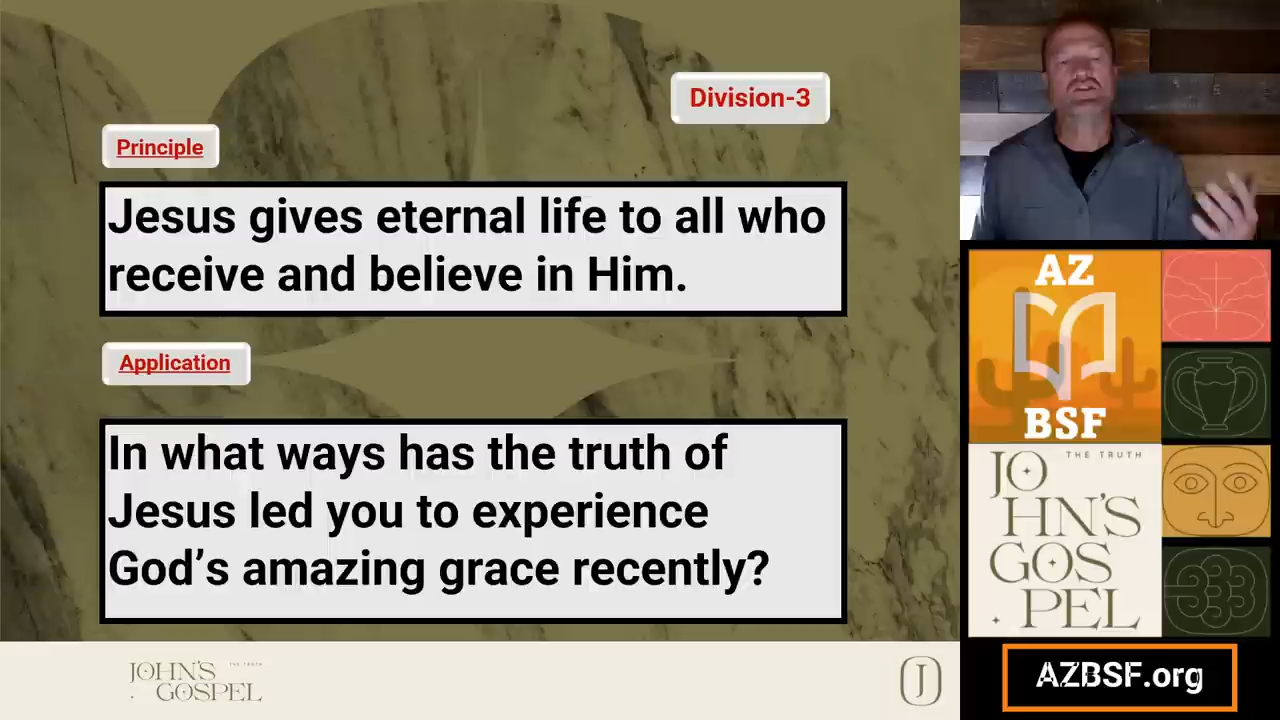 Division-3
Principle
Jesus gives eternal life to all who
receive and believe in Him.
Application
In what ways has the truth of
Jesus led you to experience
God’s amazing grace recently?
JOHN'S THE TRUTH
GOSPEL
J
AZ
BSF
THE TRUTH
JO
HN'S
GOS
PEL
AZBSF.org